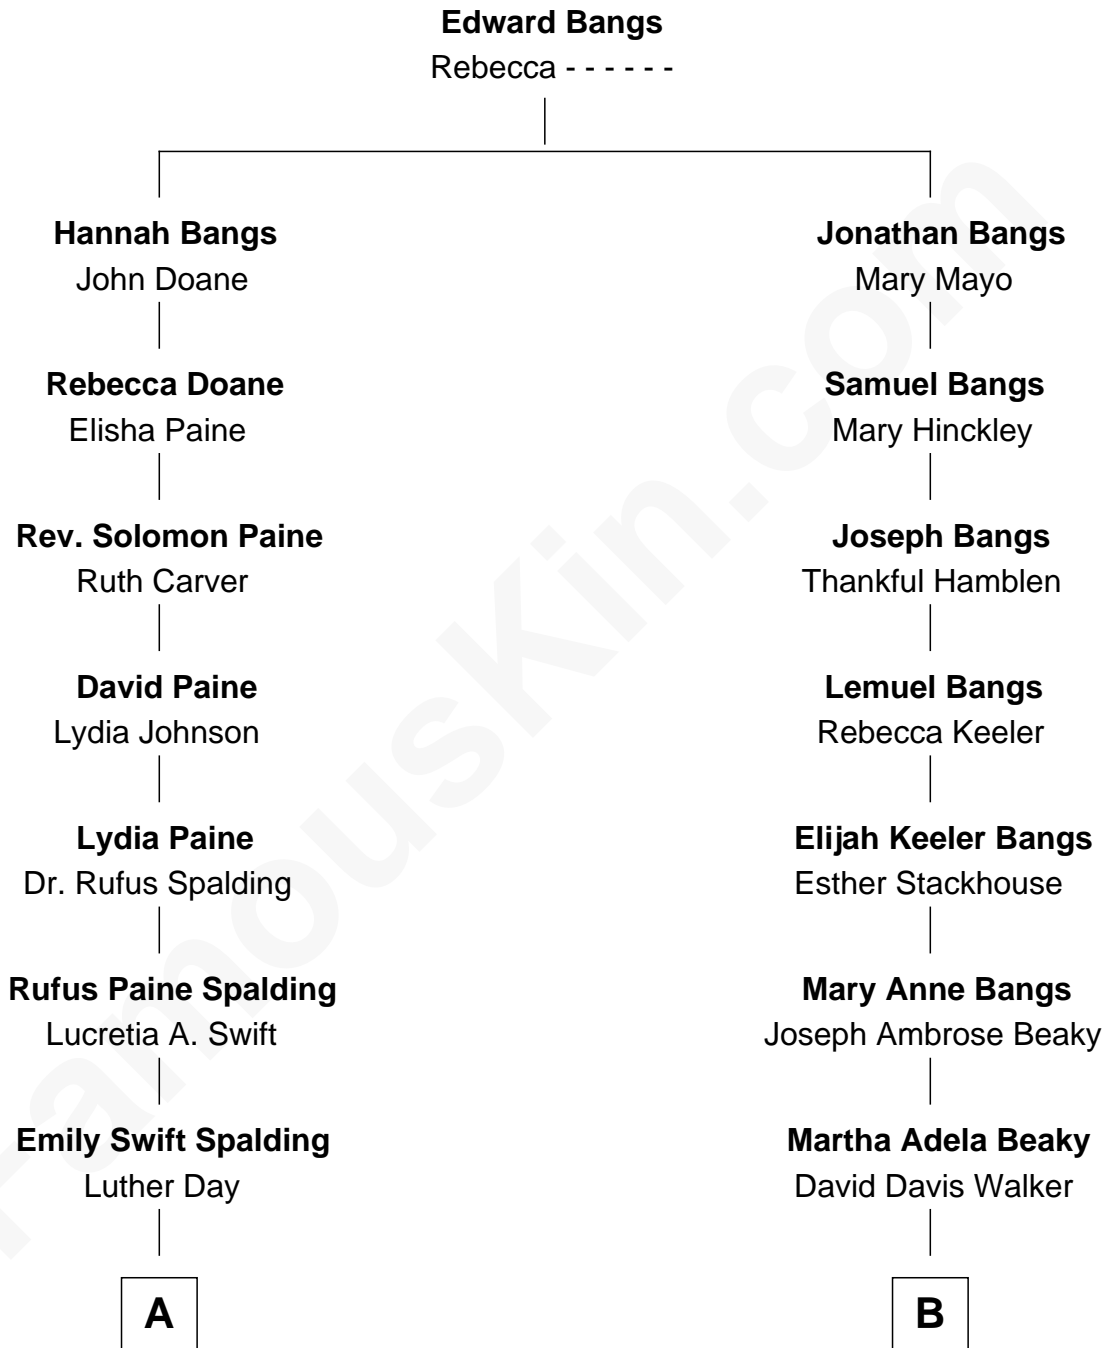 Edward Bangs
Rebecca - - - - - -
Hannah Bangs
John Doane
Jonathan Bangs
Mary Mayo
Rebecca Doane
Elisha Paine
Samuel Bangs
Mary Hinckley
Rev. Solomon Paine
Ruth Carver
Joseph Bangs
Thankful Hamblen
David Paine
Lydia Johnson
Lemuel Bangs
Rebecca Keeler
Lydia Paine
Dr. Rufus Spalding
Elijah Keeler Bangs
Esther Stackhouse
Rufus Paine Spalding
Lucretia A. Swift
Mary Anne Bangs
Joseph Ambrose Beaky
Emily Swift Spalding
Luther Day
Martha Adela Beaky
David Davis Walker
A
B
FamousKin.com